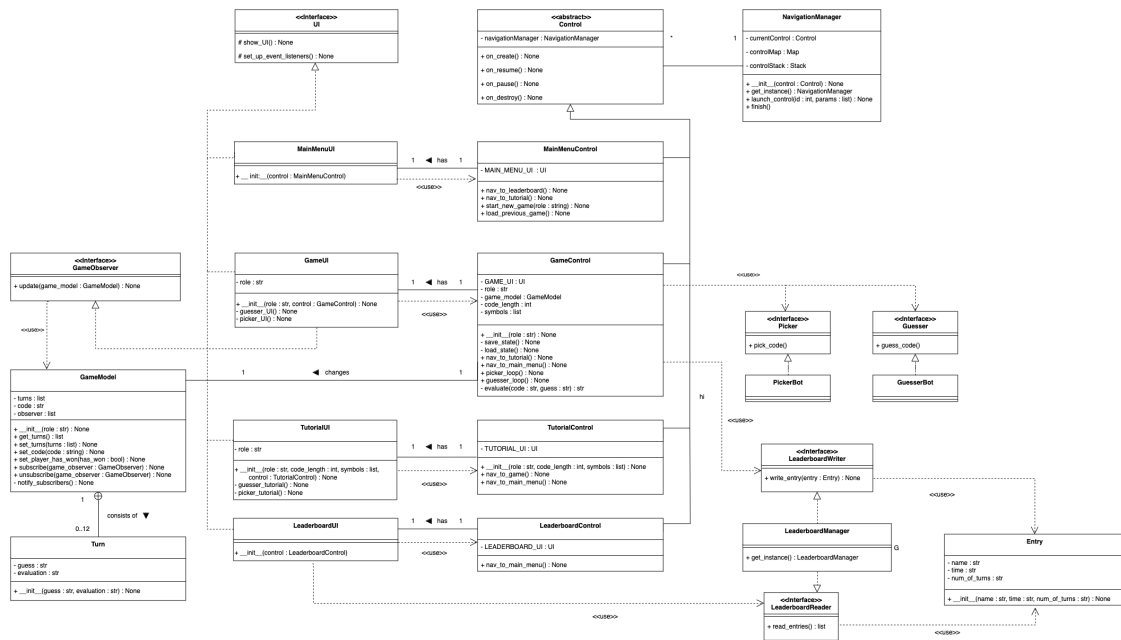 <<Interface>>
UI
# show_UI() : None
# set_up_event_listeners() : None
<<abstract>>
Control
- navigationManager : NavigationManager
+ on_create() : None
+ on_resume() : None
+ on_pause() : None
+ on_destroy() : None
*
1
NavigationManager
- currentControl : Control
- controlMap : Map
- controlStack : Stack
+ __init__(control : Control) : None
+ get_instance() : NavigationManager
+ launch_control(id : int, params : list) : None
+ finish()
MainMenuUI
+ __ init:__(control : MainMenuControl)
1 ◀ has 1
<<use>>
MainMenuControl
- MAIN_MENU_UI : UI
+ nav_to_leaderboard() : None
+ nav_to_tutorial() : None
+ start_new_game(role : string) : None
+ load_previous_game() : None
<<Interface>>
GameObserver
+ update(game_model : GameModel) : None
<<use>>
GameUI
- role : str
+ __init__(role : str, control : GameControl) : None
- guesser_UI() : None
- picker_UI() : None
1 ◀ has 1
<<use>>
GameControl
- GAME_UI : UI
- role : str
- game_model : GameModel
- code_length : int
- symbols : list
+ __init__(role : str) : None
- save_state() : None
- load_state() : None
+ nav_to_tutorial() : None
+ nav_to_main_menu() : None
+ picker_loop() : None
+ guesser_loop() : None
- evaluate(code : str, guess : str) : str
<<use>>
<<use>>
<<Interface>>
Picker
+ pick_code()
<<Interface>>
Guesser
+ guess_code()
PickerBot
GuesserBot
GameModel
- turns : list
- code : str
- observer : list
+ __init__(role : str) : None
+ get_turns() : list
+ set_turns(turns : list) : None
+ set_code(code : string) : None
+ set_player_has_won(has_won : bool) : None
+ subscribe(game_observer : GameObserver) : None
+ unsubscribe(game_observer : GameObserver) : None
- notify_subscribers() : None
1 ◀ changes 1
hi
<<use>>
1
consists of ▼
0..12
Turn
- guess : str
- evaluation : str
+ __init__(guess : str, evaluation : str) : None
TutorialUI
- role : str
+ __init__(role : str, code_length : int, symbols : list,
control : TutorialControl) : None
- guesser_tutorial() : None
- picker_tutorial() : None
1 ◀ has 1
<<use>>
TutorialControl
- TUTORIAL_UI : UI
+ __init__(role : str, code_length : int, symbols : list) : None
+ nav_to_game() : None
+ nav_to_main_menu() : None
LeaderboardUI
+ __init__(control : LeaderboardControl)
1 ◀ has 1
<<use>>
LeaderboardControl
- LEADERBOARD_UI : UI
+ nav_to_main_menu() : None
<<Interface>>
LeaderboardWriter
+ write_entry(entry : Entry) : None
<<use>>
LeaderboardManager
+ get_instance() : LeaderboardManager
G
Entry
- name : str
- time : str
- num_of_turns : str
+ __init__(name : str, time : str, num_of_turns : str) : None
<<Interface>>
LeaderboardReader
+ read_entries() : list
<<use>>
<<use>>